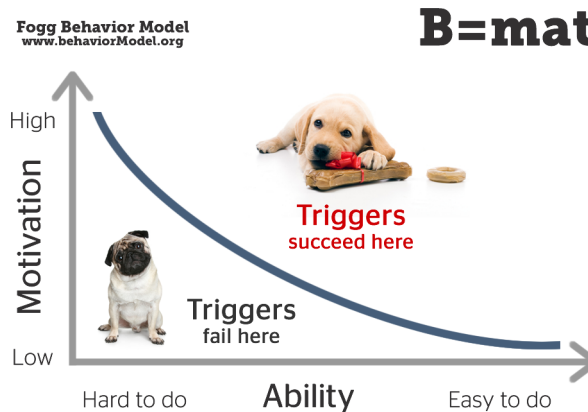 Fogg Behavior Model
www.behaviorModel.org
B=mat
High
Motivation
Low
Triggers
succeed here
Triggers
fail here
Hard to do
Ability
Easy to do